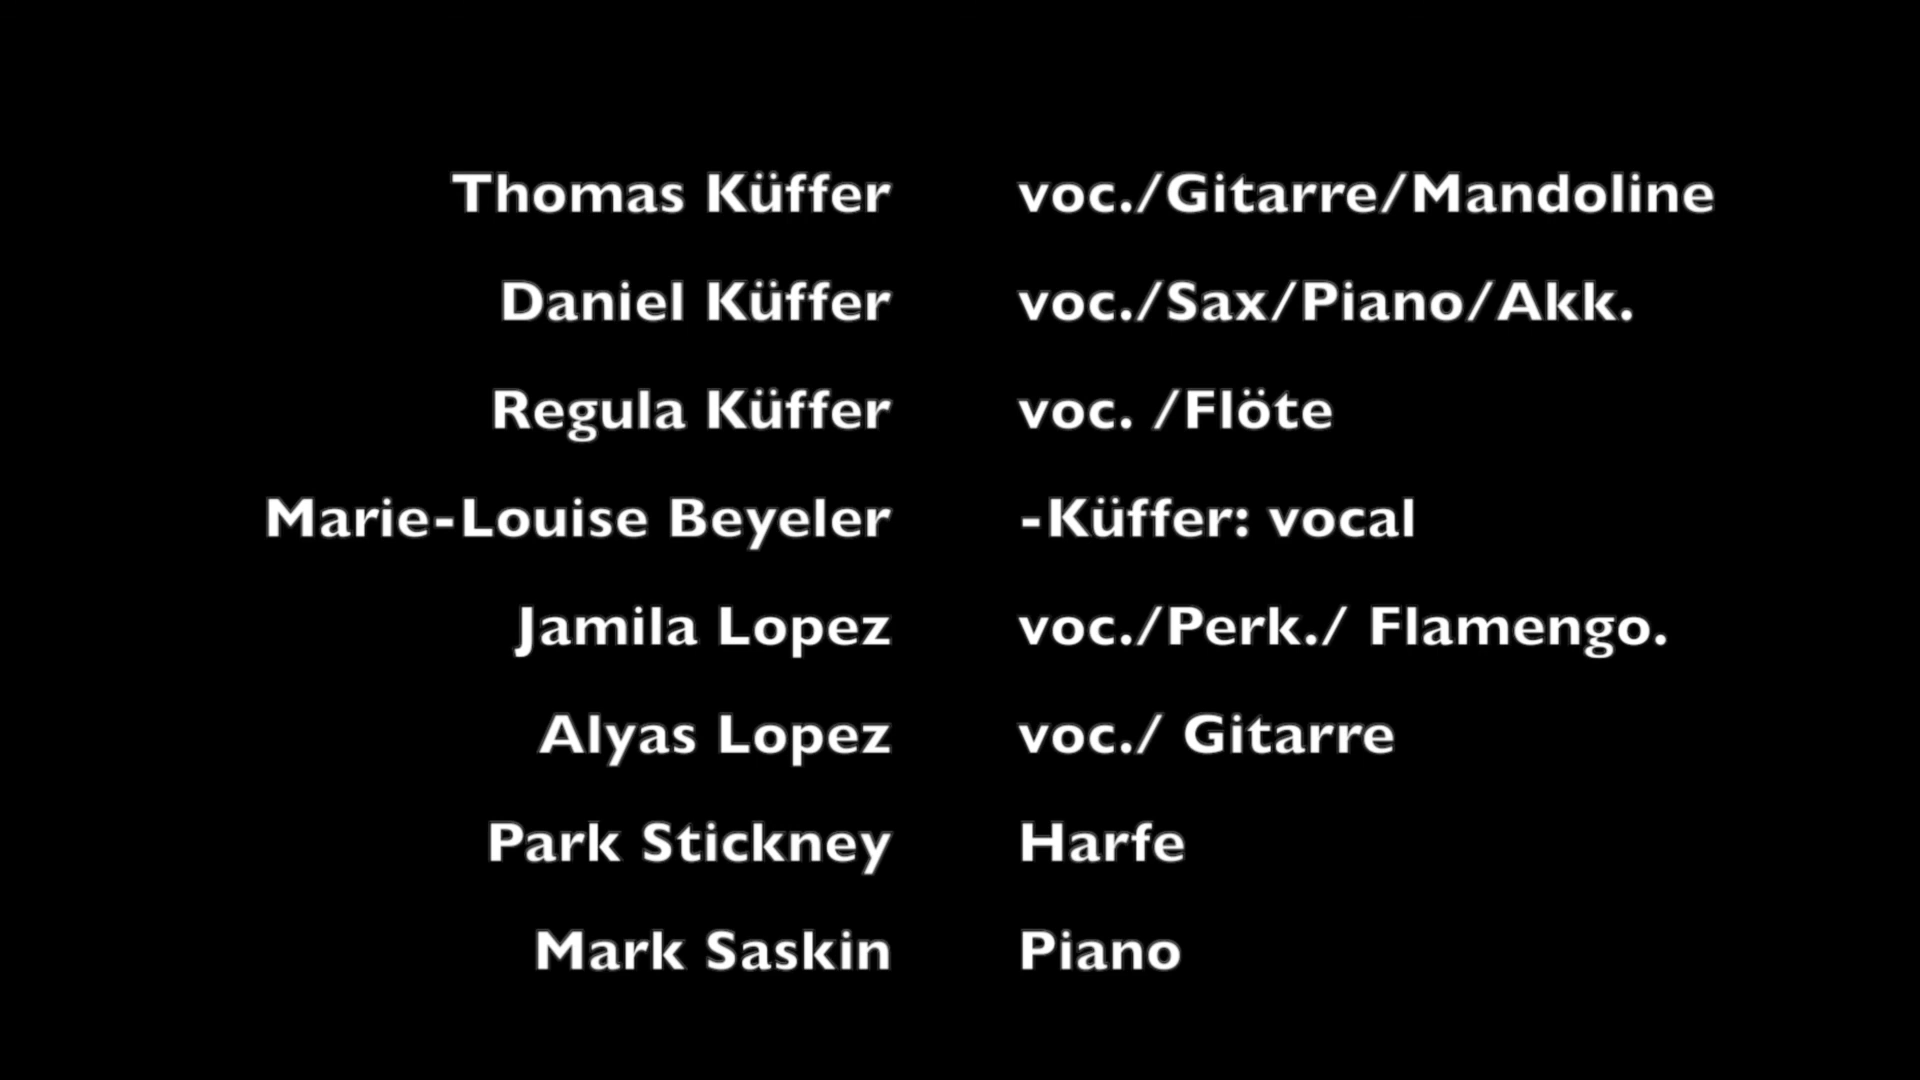 Thomas Küffer voc./Gitarre/Mandoline
Daniel Küffer voc./Sax/Piano/Akk.
Regula Küffer voc. /Flöte
Marie-Louise Beyeler -Küffer: vocal
Jamila Lopez voc./Perk./ Flamengo.
Alyas Lopez voc./ Gitarre
Park Stickney Harfe
Mark Saskin Piano